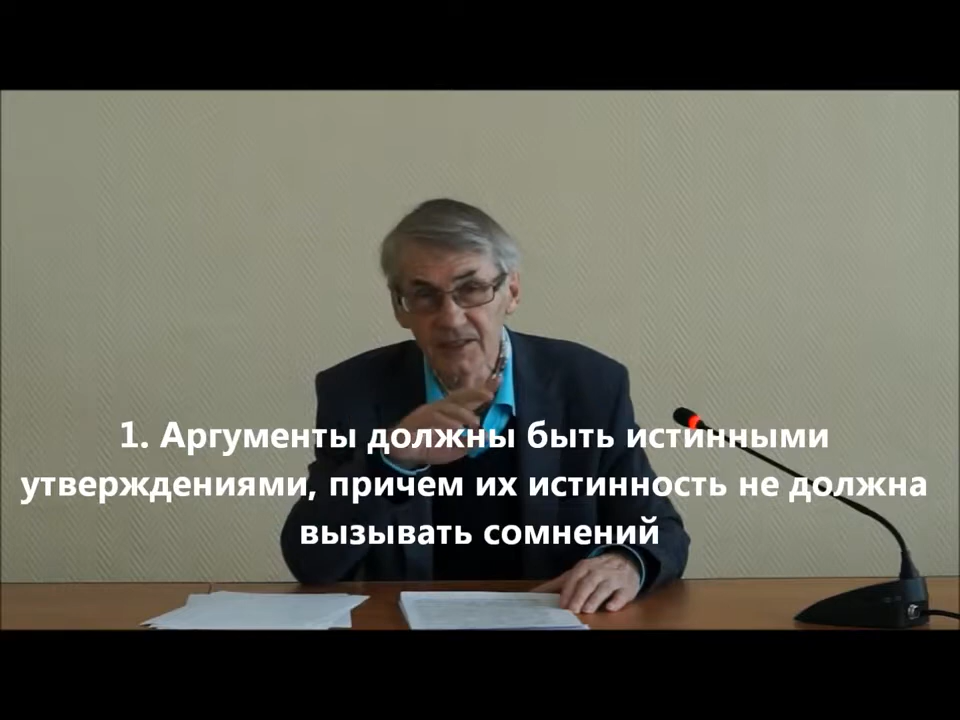 1. Аргументы должны быть истинными
утверждениями, причем их истинность не должна
вызывать сомнений